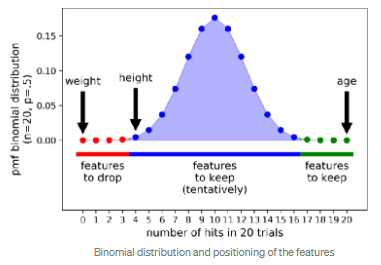 pmf binomial distribution
(n=20, p=.5)
0.15
0.10
0.05
0.00
weight
height
age
features
to drop
features
to keep
(tentatively)
features
to keep
0 1 2 3 4 5 6 7 8 9 10 11 12 13 14 15 16 17 18 19 20
number of hits in 20 trials
Binomial distribution and positioning of the features